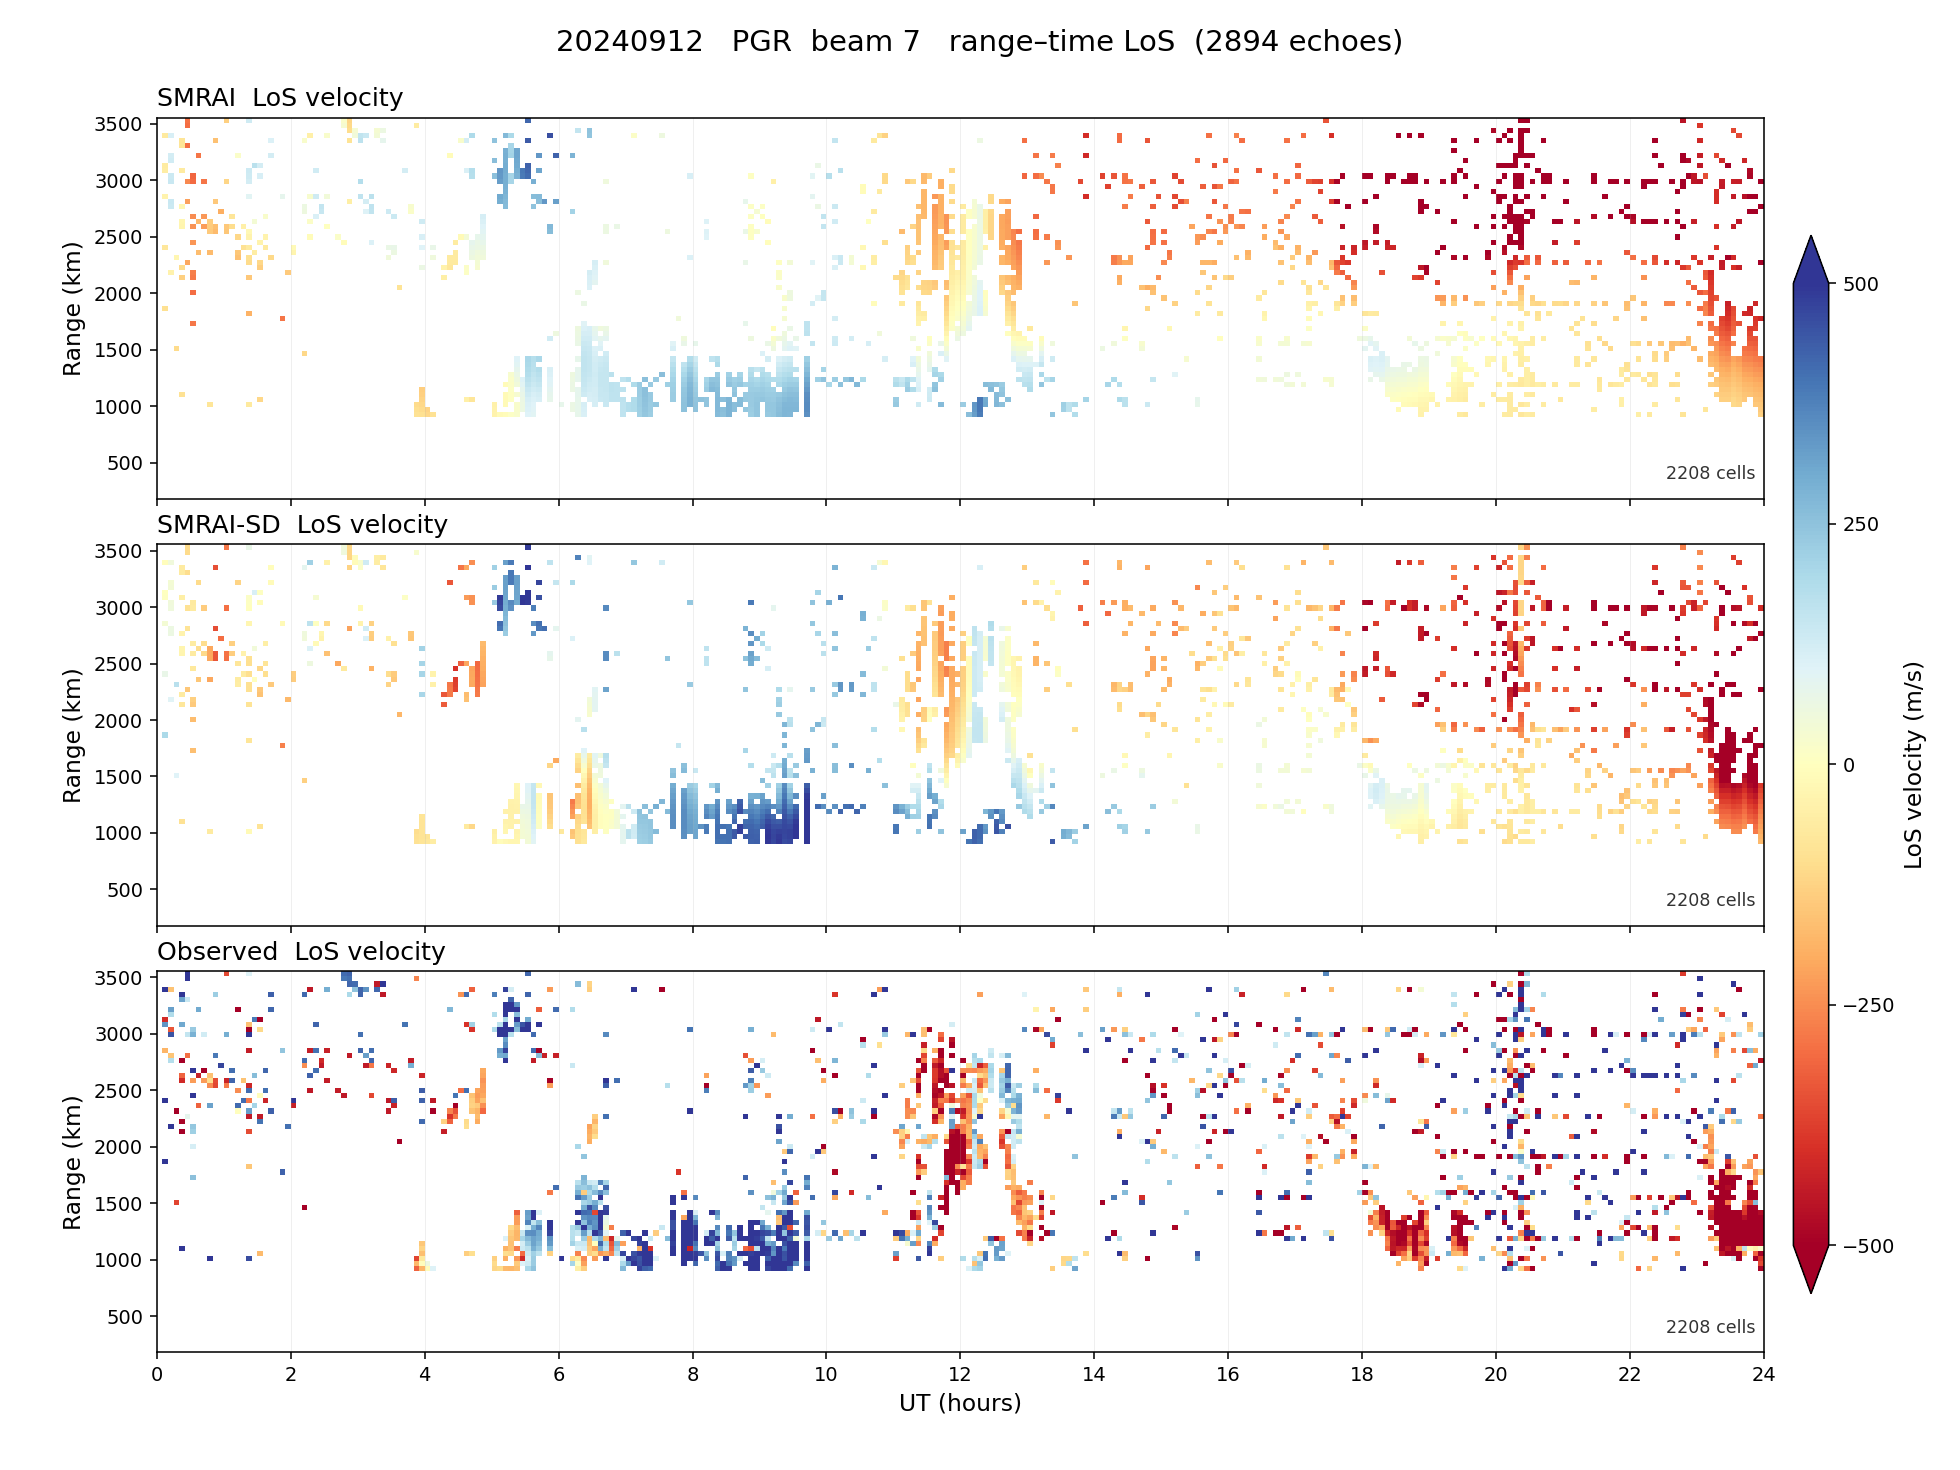 20240912   PGR  beam 7   range–time LoS  (2894 echoes)
SMRAI  LoS velocity
3500
3000
2500
2000
1500
1000
500
Range (km)
2208 cells
SMRAI-SD  LoS velocity
3500
3000
2500
2000
1500
1000
500
Range (km)
2208 cells
Observed  LoS velocity
3500
3000
2500
2000
1500
1000
500
Range (km)
2208 cells
0 2 4 6 8 10 12 14 16 18 20 22 24
UT (hours)
500
250
0
−250
−500
LoS velocity (m/s)